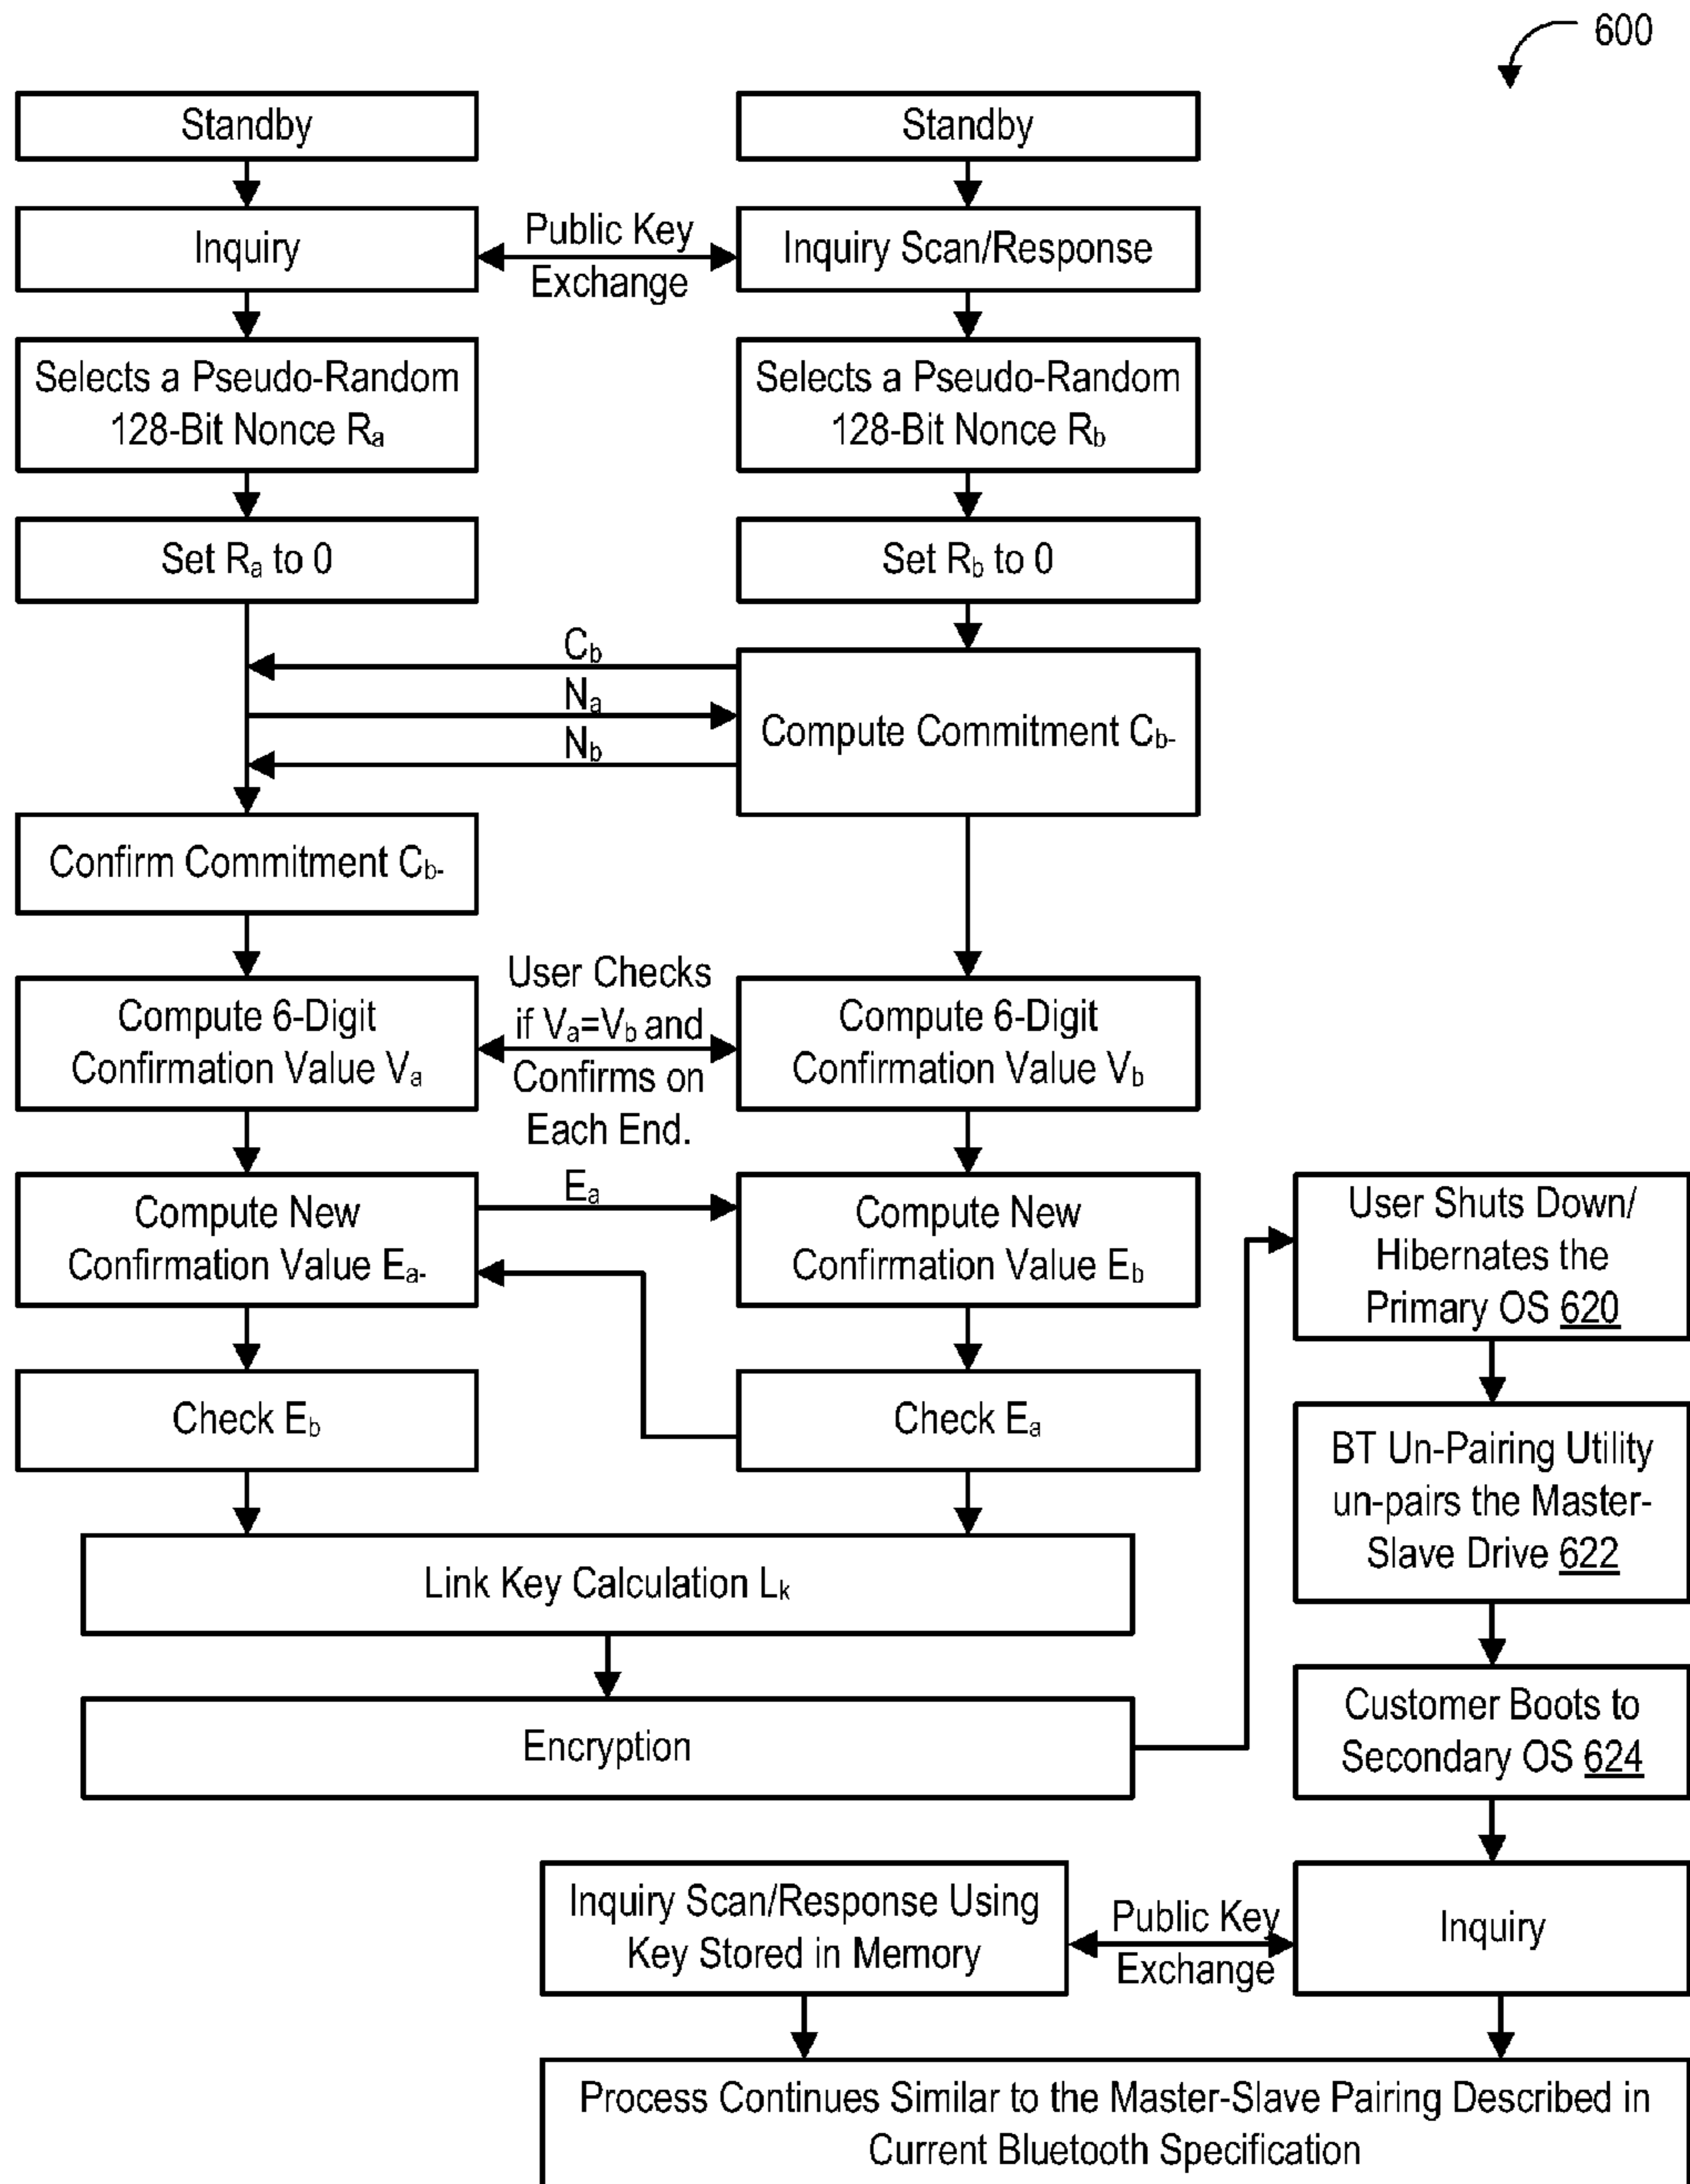 600
Standby
Standby
Inquiry
Public Key
Exchange
Inquiry Scan/Response
Selects a Pseudo-Random
128-Bit Nonce Ra
Selects a Pseudo-Random
128-Bit Nonce Rb
Set Ra to 0
Set Rb to 0
Cb
Na
Nb
Compute Commitment Cb-
Confirm Commitment Cb-
Compute 6-Digit
Confirmation Value Va
User Checks
if Va=Vb and
Confirms on
Each End.
Compute 6-Digit
Confirmation Value Vb
Compute New
Confirmation Value Ea-
Ea
Compute New
Confirmation Value Eb
User Shuts Down/
Hibernates the
Primary OS 620
Check Eb
Check Ea
BT Un-Pairing Utility
un-pairs the Master-
Slave Drive 622
Link Key Calculation Lk
Encryption
Customer Boots to
Secondary OS 624
Inquiry Scan/Response Using
Key Stored in Memory
Public Key
Exchange
Inquiry
Process Continues Similar to the Master-Slave Pairing Described in
Current Bluetooth Specification